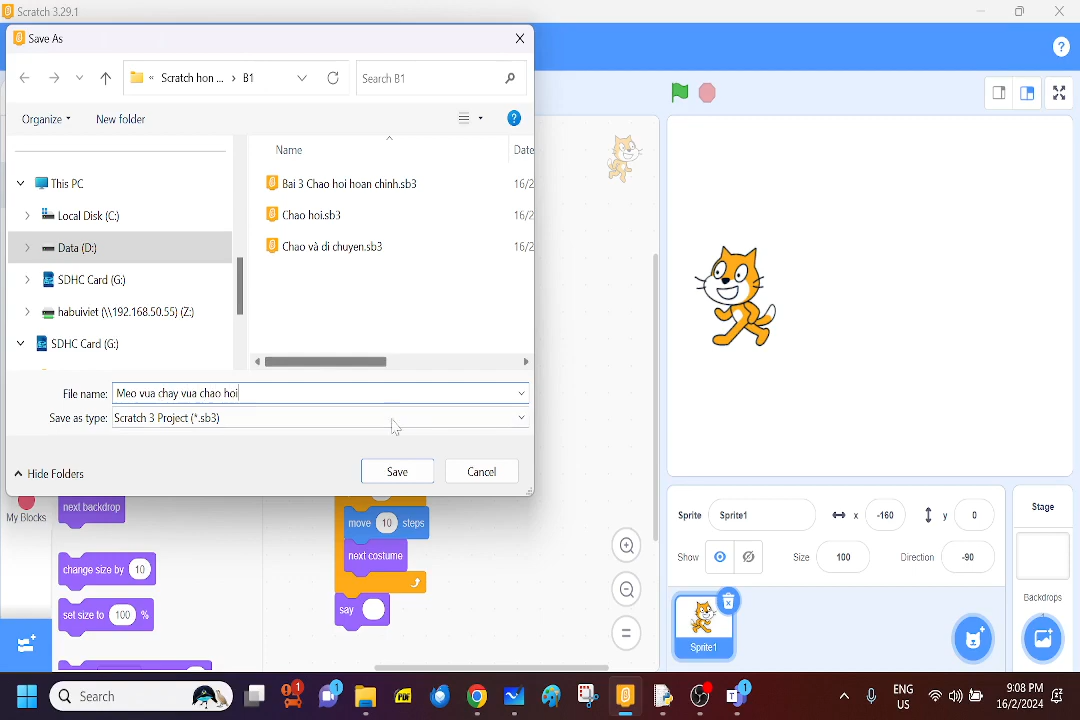 Scratch 3.29.1
Save As
« Scratch hon ... › B1
Search B1
Organize
New folder
Name
Date
This PC
Local Disk (C:)
Data (D:)
SDHC Card (G:)
habuiviet (\\192.168.50.55) (Z:)
SDHC Card (G:)
Bai 3 Chao hoi hoan chinh.sb3
16/2
Chao hoi.sb3
16/2
Chao và di chuyen.sb3
16/2
File name: Meo vua chay vua chao hoi
Save as type: Scratch 3 Project (*.sb3)
Hide Folders
Save
Cancel
My Blocks
next backdrop
change size by 10
set size to 100 %
move 10 steps
next costume
say
Sprite Sprite1 x -160 y 0
Show Size 100 Direction -90
Sprite1
Stage
Backdrops
Search
PDF
1
1
1
ENG
US
9:08 PM
16/2/2024